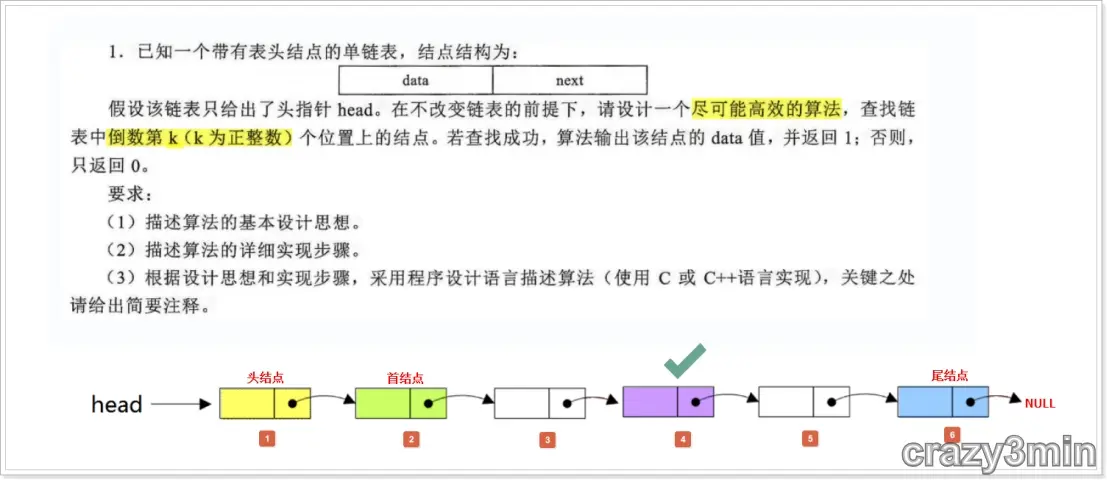 1．已知一个带有表头结点的单链表，结点结构为：
data next
假设该链表只给出了头指针 head。在不改变链表的前提下，请设计一个尽可能高效的算法，查找链
表中倒数第 k（k 为正整数）个位置上的结点。若查找成功，算法输出该结点的 data 值，并返回 1；否则，
只返回 0。
要求：
（1）描述算法的基本设计思想。
（2）描述算法的详细实现步骤。
（3）根据设计思想和实现步骤，采用程序设计语言描述算法（使用 C 或 C++语言实现），关键之处
请给出简要注释。
头结点 首结点 尾结点
head NULL
1 2 3 4 5 6
crazy3min